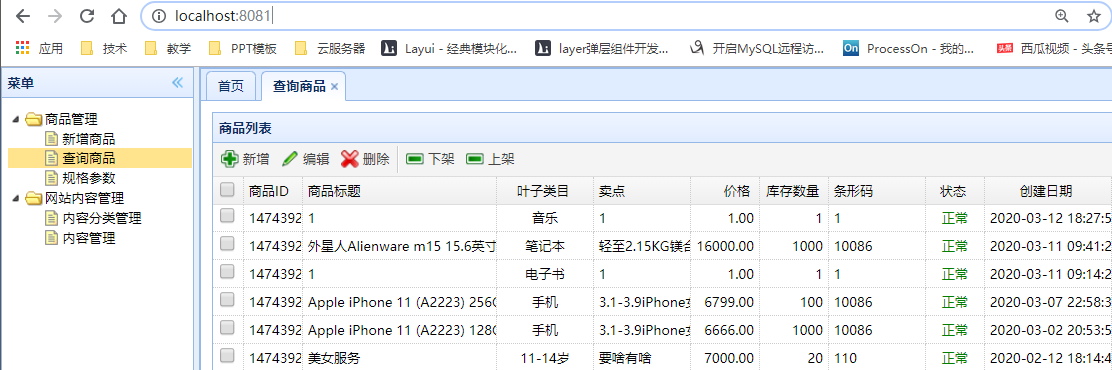 localhost:8081
应用 技术 教学 PPT模板 云服务器 Layui - 经典模块化... layer弹层组件开发... 开启MySQL远程访... On ProcessOn - 我的... 头条 西瓜视频 - 头条号
菜单
首页 查询商品
商品管理
新增商品
查询商品
规格参数
网站内容管理
内容分类管理
内容管理
商品列表
新增 编辑 删除 下架 上架
商品ID 商品标题 叶子类目 卖点 价格 库存数量 条形码 状态 创建日期
1474392 1 音乐 1 1.00 1 1 正常 2020-03-12 18:27:5
1474392 外星人Alienware m15 15.6英寸 笔记本 轻至2.15KG镁合 16000.00 1000 10086 正常 2020-03-11 09:41:2
1474392 1 电子书 1 1.00 1 1 正常 2020-03-11 09:14:2
1474392 Apple iPhone 11 (A2223) 256G 手机 3.1-3.9iPhone 6799.00 100 10086 正常 2020-03-07 22:58:3
1474392 Apple iPhone 11 (A2223) 128G 手机 3.1-3.9iPhone 6666.00 1000 10086 正常 2020-03-02 20:53:5
1474392 美女服务 11-14岁 要啥有啥 7000.00 20 110 正常 2020-02-12 18:14:4